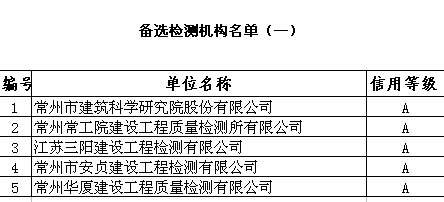 备选检测机构名单（一）
编号 单位名称 信用等级
1 常州市建筑科学研究院股份有限公司 A
2 常州常工院建设工程质量检测所有限公司 A
3 江苏三阳建设工程检测有限公司 A
4 常州市安贞建设工程检测有限公司 A
5 常州华厦建设工程质量检测有限公司 A